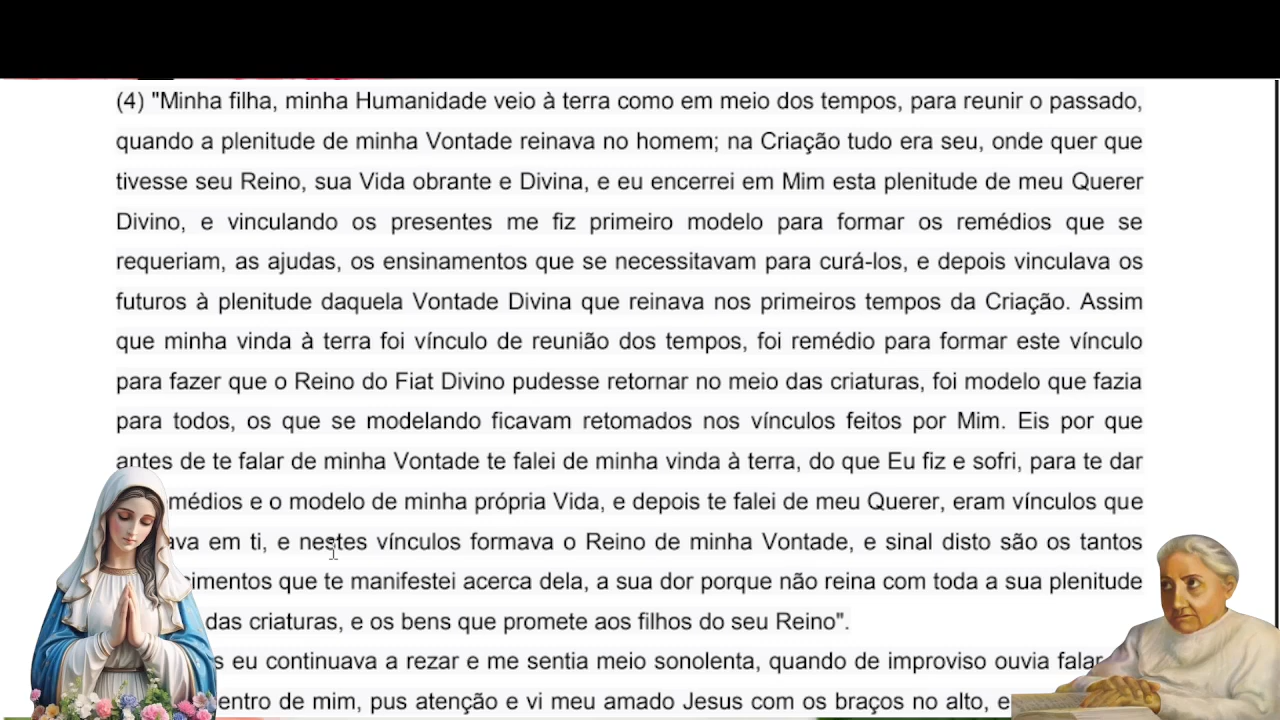 (4) "Minha filha, minha Humanidade veio à terra como em meio dos tempos, para reunir o passado,
quando a plenitude de minha Vontade reinava no homem; na Criação tudo era seu, onde quer que
tivesse seu Reino, sua Vida obrante e Divina, e eu encerrei em Mim esta plenitude de meu Querer
Divino, e vinculando os presentes me fiz primeiro modelo para formar os remédios que se
requeriam, as ajudas, os ensinamentos que se necessitavam para curá-los, e depois vinculava os
futuros à plenitude daquela Vontade Divina que reinava nos primeiros tempos da Criação. Assim
que minha vinda à terra foi vínculo de reunião dos tempos, foi remédio para formar este vínculo
para fazer que o Reino do Fiat Divino pudesse retornar no meio das criaturas, foi modelo que fazia
para todos, os que se modelando ficavam retomados nos vínculos feitos por Mim. Eis por que
antes de te falar de minha Vontade te falei de minha vinda à terra, do que Eu fiz e sofri, para te dar
e o modelo de minha própria Vida, e depois te falei de meu Querer, eram vínculos que
em ti, e nestes vínculos formava o Reino de minha Vontade, e sinal disto são os tantos
que te manifestei acerca dela, a sua dor porque não reina com toda a sua plenitude
das criaturas, e os bens que promete aos filhos do seu Reino".
eu continuava a rezar e me sentia meio sonolenta, quando de improviso ouvia falar
de mim, pus atenção e vi meu amado Jesus com os braços no alto, e